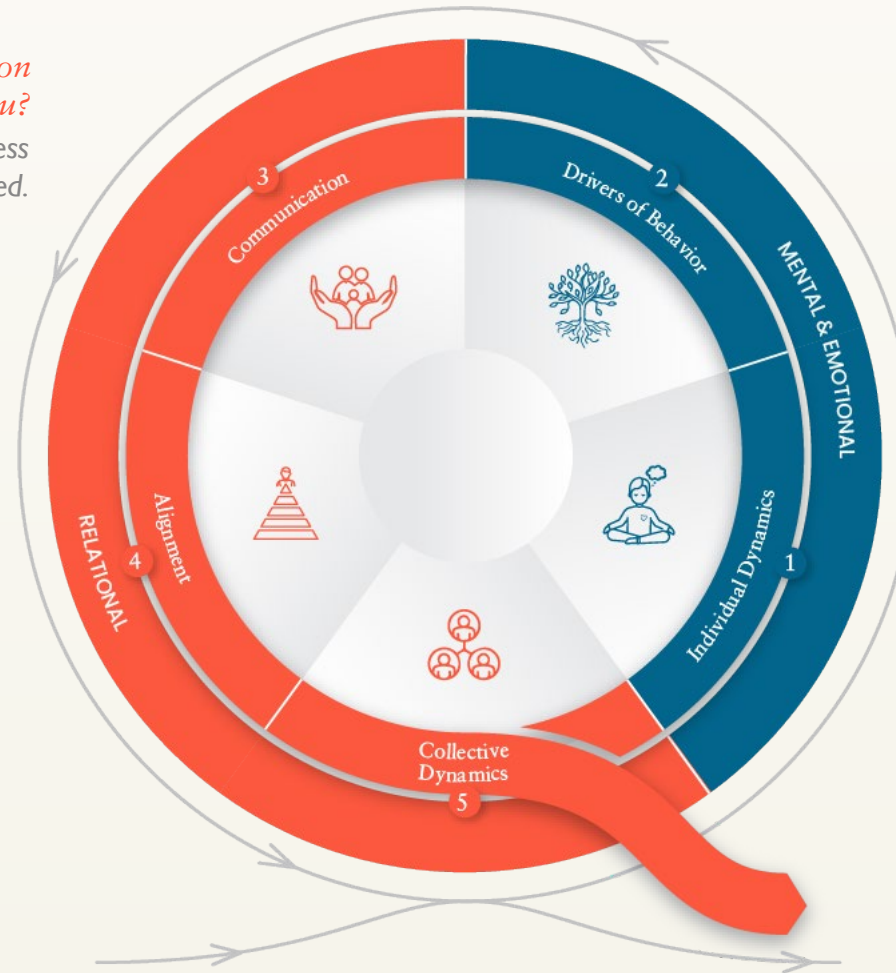 on
u?
ess
ed.
3
Communication
2
Drivers of Behavior
MENTAL & EMOTIONAL
1
Individual Dynamics
4
Alignment
RELATIONAL
Collective
Dynamics
5